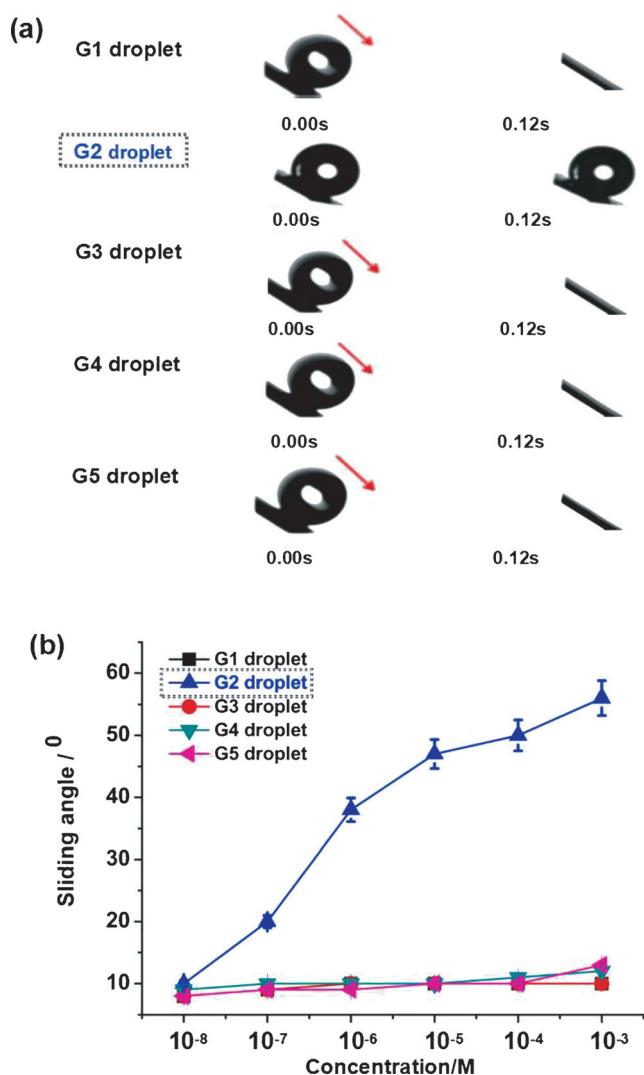 (a)
G1 droplet
0.00s 0.12s
G2 droplet
0.00s 0.12s
G3 droplet
0.00s 0.12s
G4 droplet
0.00s 0.12s
G5 droplet
0.00s 0.12s
(b)
G1 droplet
G2 droplet
G3 droplet
G4 droplet
G5 droplet
Sliding angle / ⁰
60
50
40
30
20
10
10⁻⁸ 10⁻⁷ 10⁻⁶ 10⁻⁵ 10⁻⁴ 10⁻³
Concentration/M